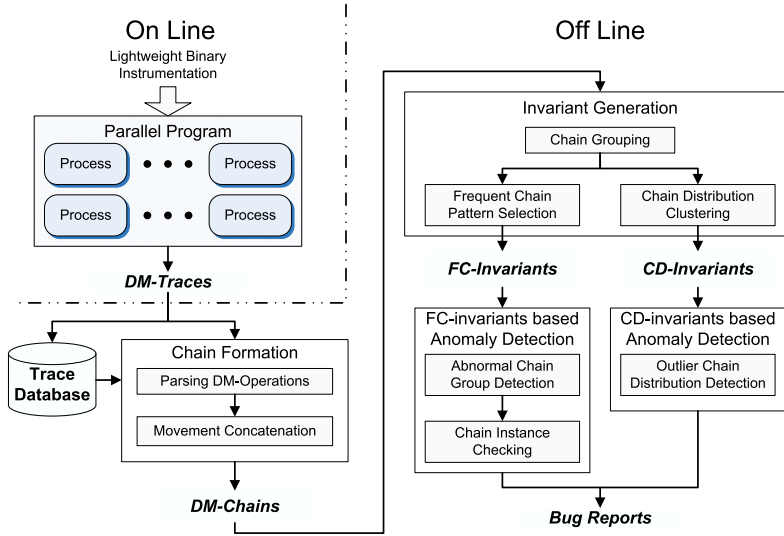 On Line
Lightweight Binary
Instrumentation
Parallel Program
Process
Process
Process
Process
DM-Traces
Trace
Database
Chain Formation
Parsing DM-Operations
Movement Concatenation
DM-Chains
Off Line
Invariant Generation
Chain Grouping
Frequent Chain
Pattern Selection
Chain Distribution
Clustering
FC-Invariants
CD-Invariants
FC-invariants based
Anomaly Detection
Abnormal Chain
Group Detection
Chain Instance
Checking
CD-invariants based
Anomaly Detection
Outlier Chain
Distribution Detection
Bug Reports